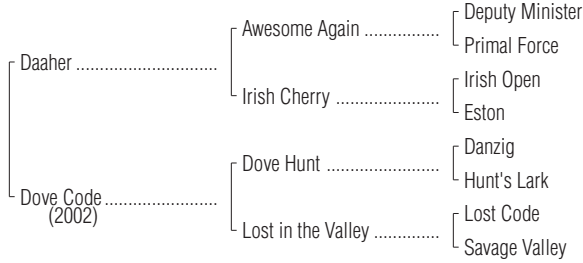 Deputy Minister
Awesome Again ................
Primal Force
Daaher ............................
Irish Open
Irish Cherry .....................
Eston
Danzig
Dove Hunt ......................
Hunt's Lark
Dove Code ......................
(2002)
Lost Code
Lost in the Valley ..............
Savage Valley